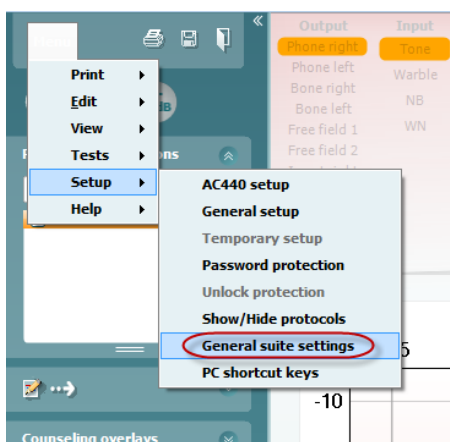 Output Input
Phone right Tone
Phone left Warble
Bone right NB
Bone left WN
Free field 1
Free field 2
Print
Edit
View
Tests
Setup
Help
ons
dB
AC440 setup
General setup
Temporary setup
Password protection
Unlock protection
Show/Hide protocols
General suite settings
PC shortcut keys
5
-10
Counseling overlays